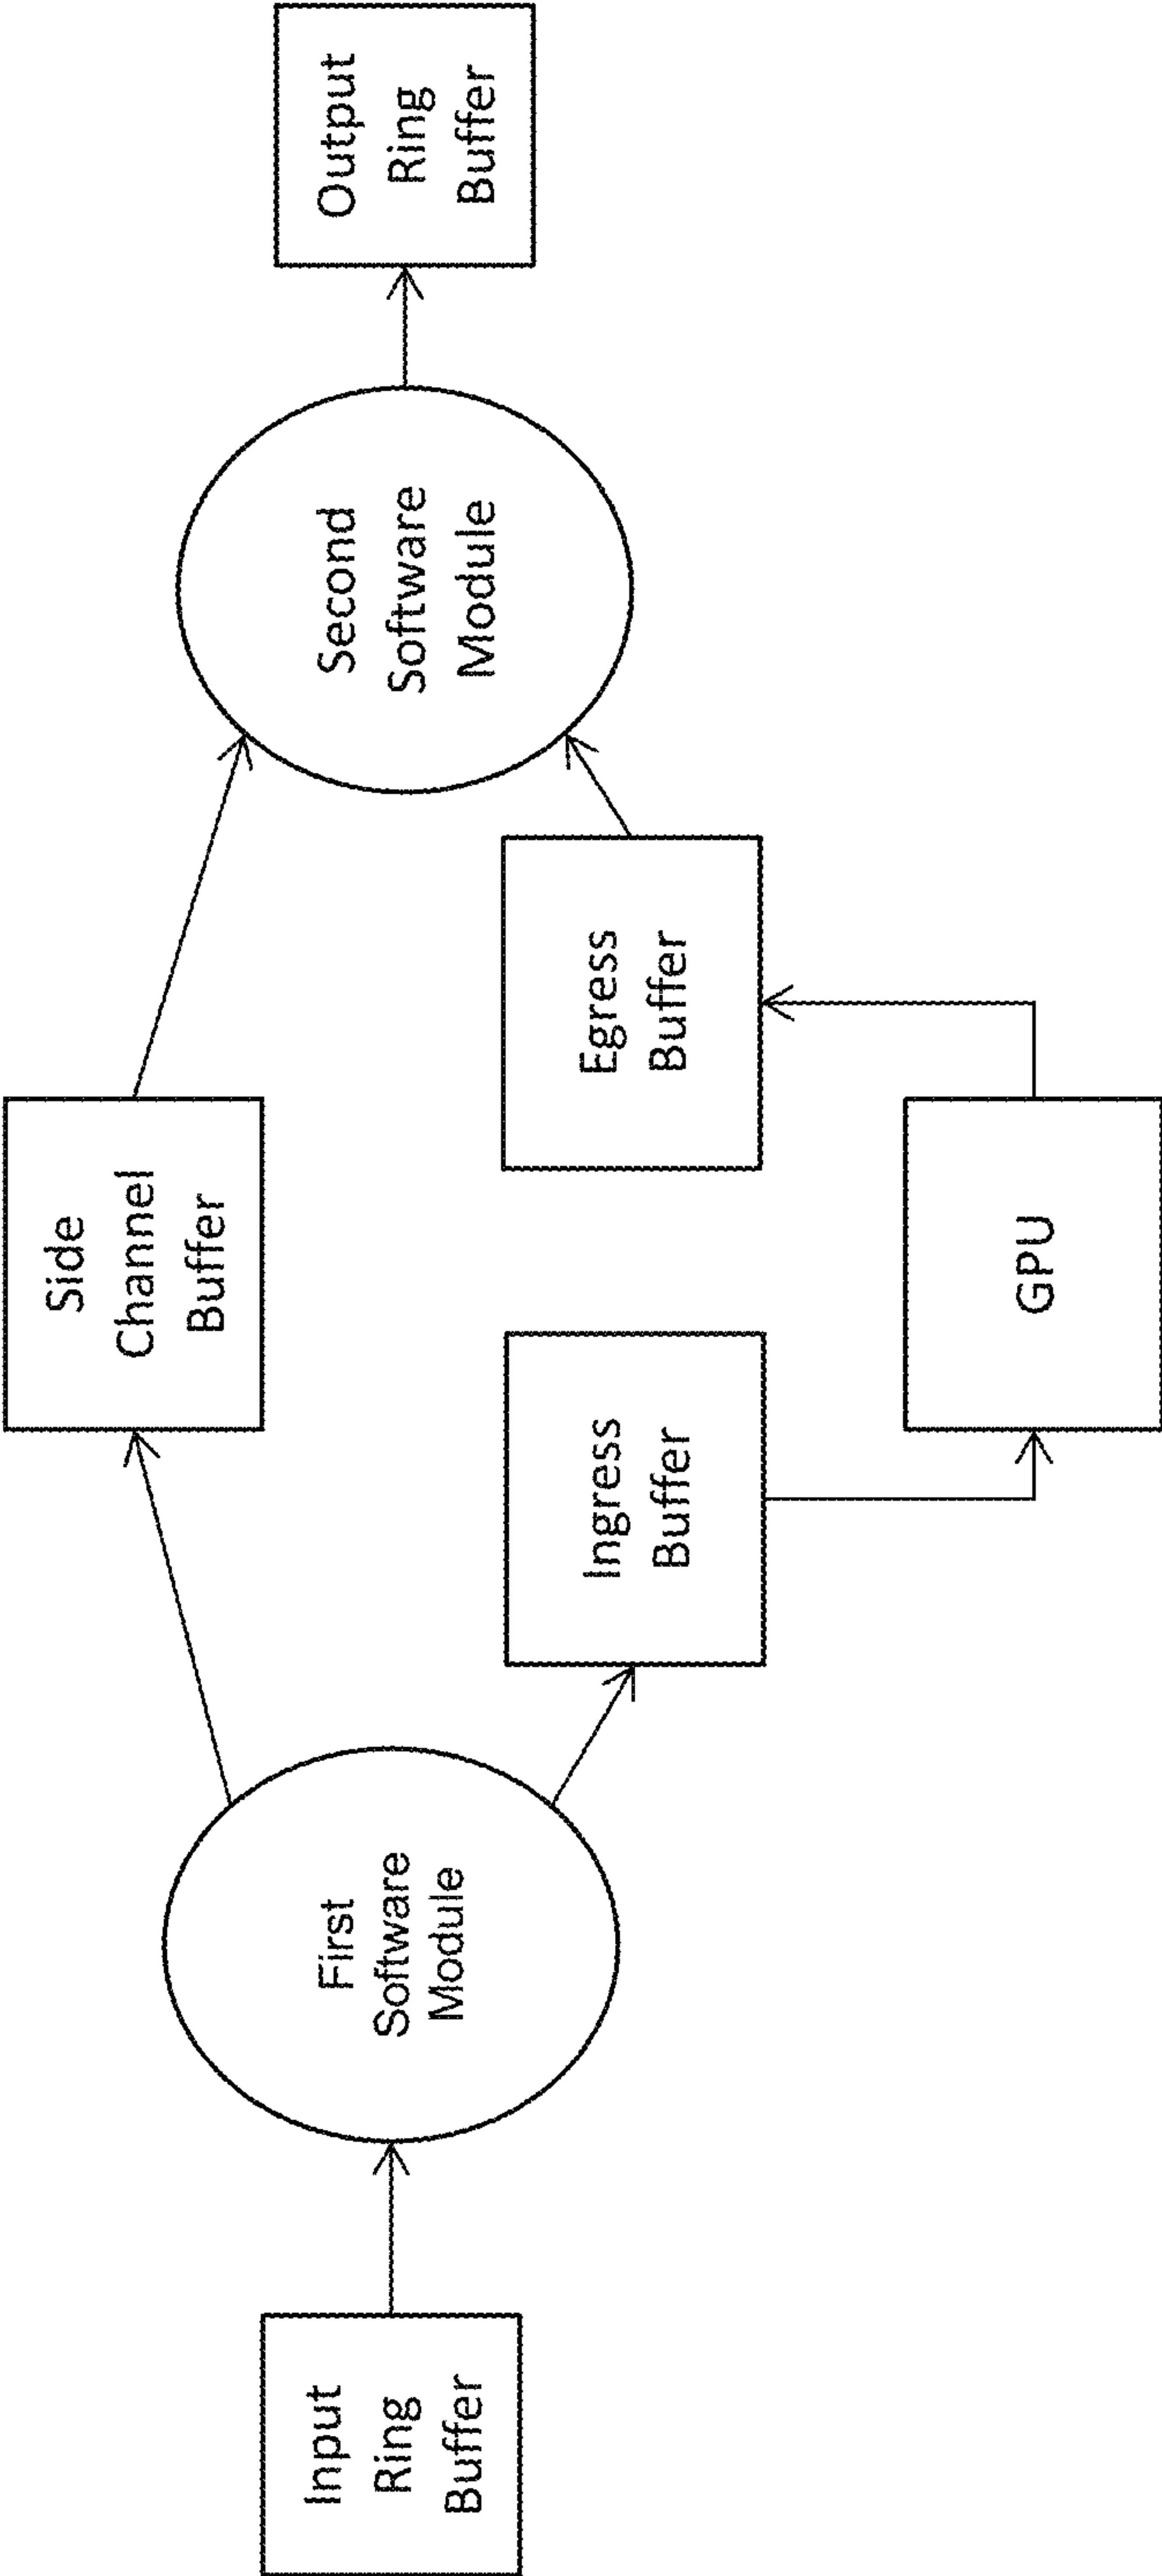 Input
Ring
Buffer
First
Software
Module
Side
Channel
Buffer
Ingress
Buffer
GPU
Egress
Buffer
Second
Software
Module
Output
Ring
Buffer